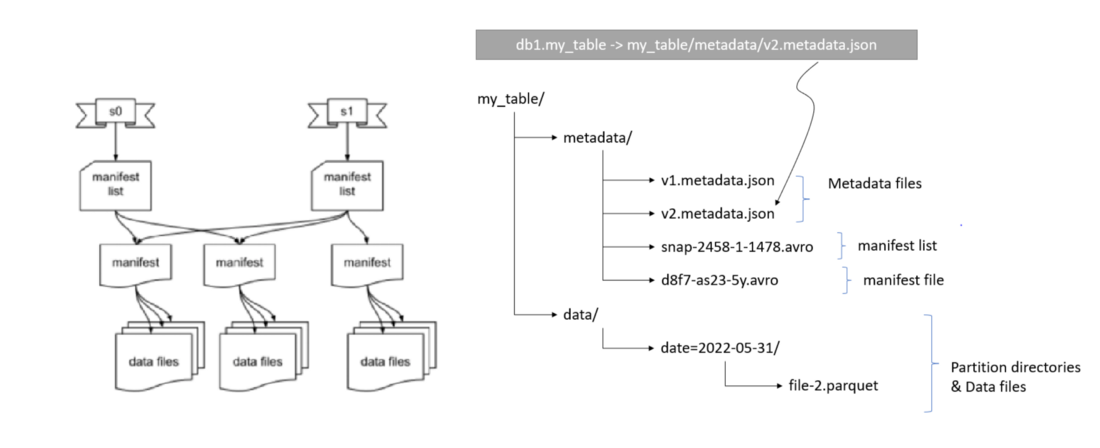 db1.my_table -> my_table/metadata/v2.metadata.json
s0
s1
manifest
list
manifest
list
manifest
manifest
manifest
data files
data files
data files
my_table/
metadata/
v1.metadata.json
v2.metadata.json
Metadata files
snap-2458-1-1478.avro
manifest list
d8f7-as23-5y.avro
manifest file
data/
date=2022-05-31/
file-2.parquet
Partition directories
& Data files